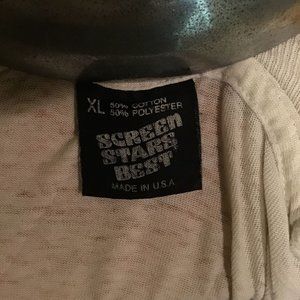 XL 50% COTTON
50% POLYESTER
SCREEN
STARS
BEST
MADE IN U.S.A.